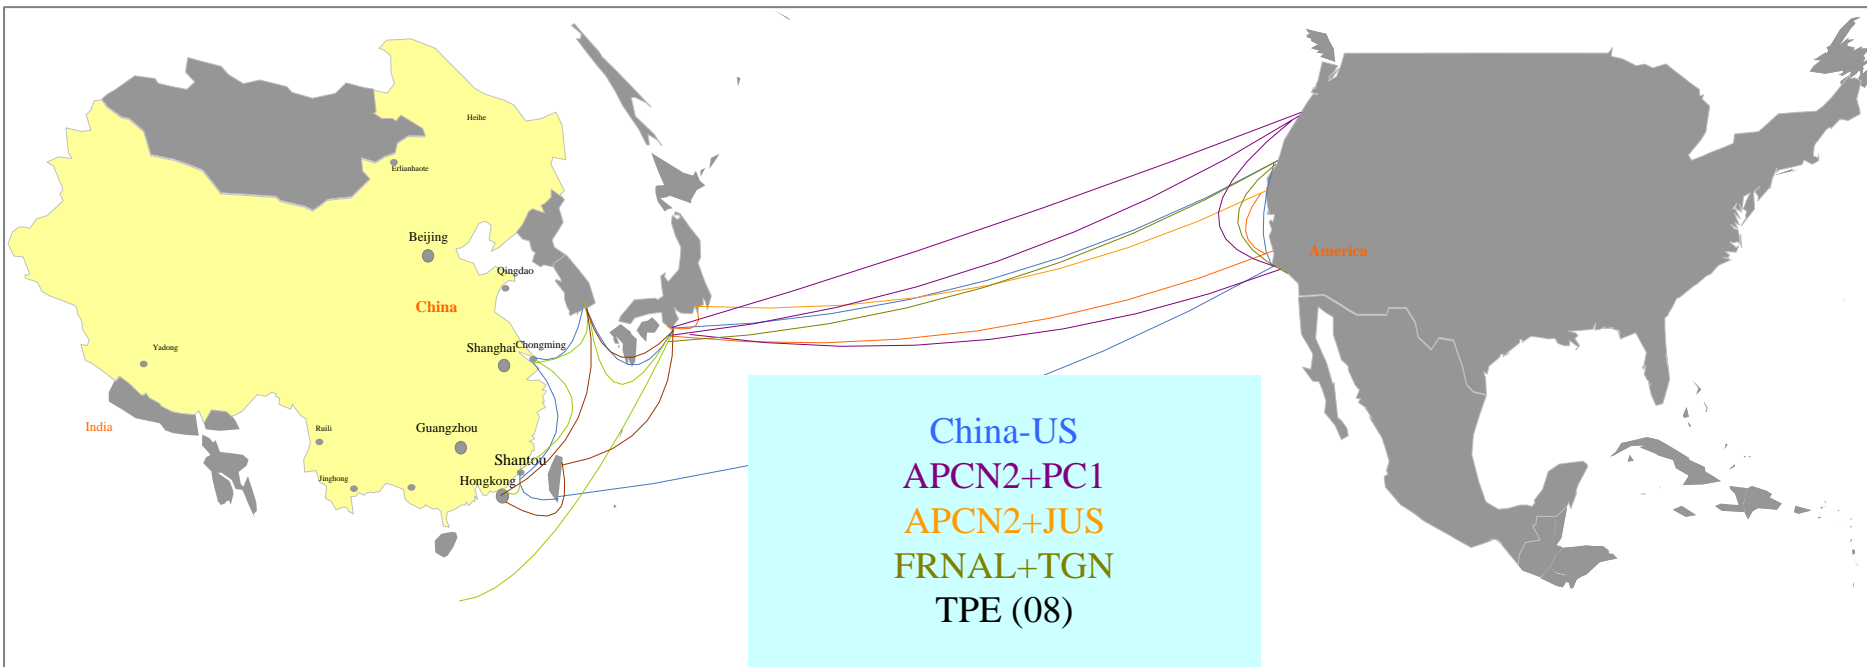 Heihe
Erlianhaote
Beijing
Qingdao
America
China
Chongming
Shanghai
Yadong
India
Ruili
Guangzhou
Shantou
Jinghong
Hongkong
China-US
APCN2+PC1
APCN2+JUS
FRNAL+TGN
TPE (08)